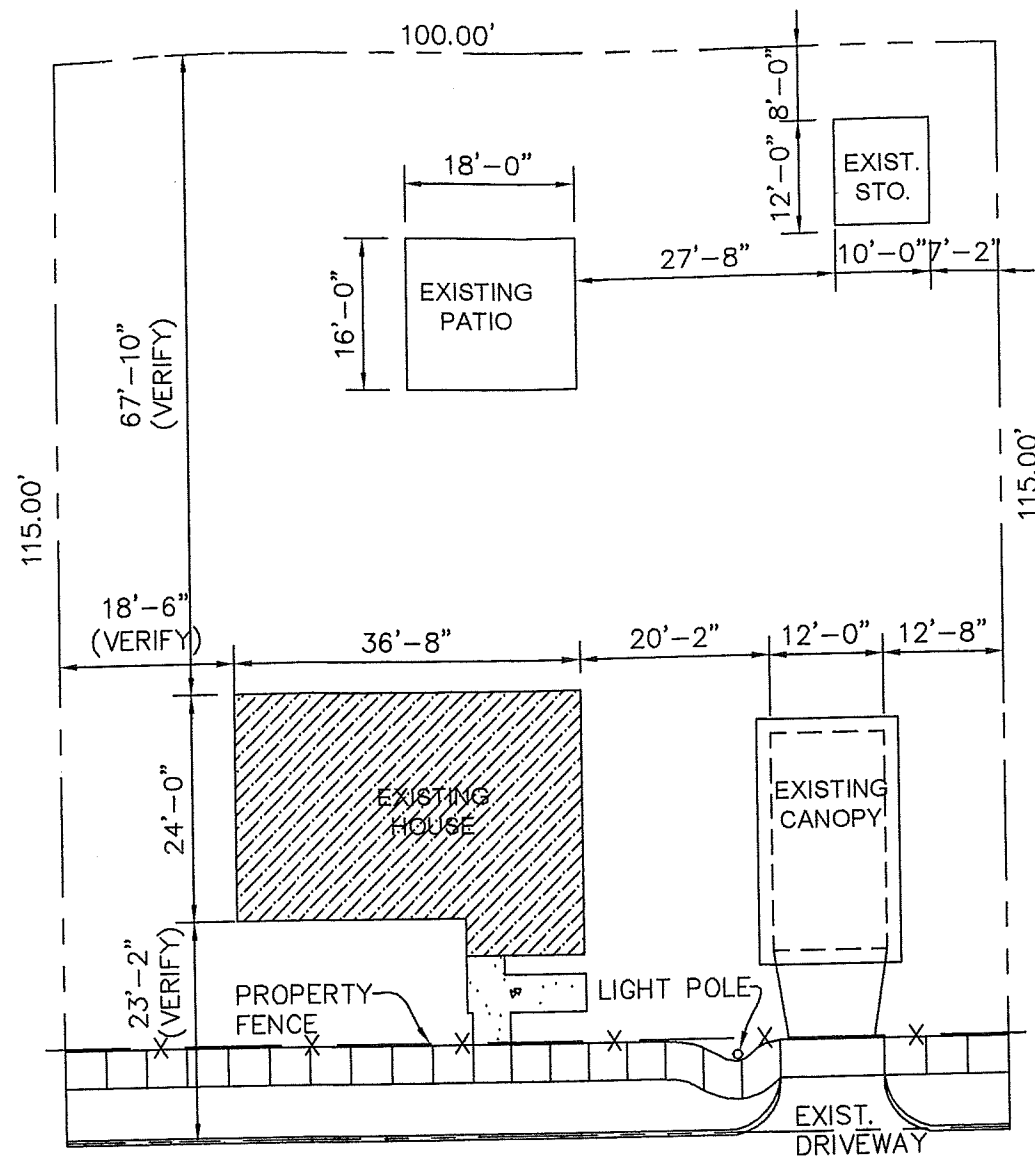 100.00'
8'-0"
12'-0"
EXIST.
STO.
18'-0"
27'-8"
10'-0"
7'-2"
EXISTING
PATIO
16'-0"
67'-10"
(VERIFY)
115.00'
115.00'
18'-6"
(VERIFY)
36'-8"
20'-2"
12'-0"
12'-8"
24'-0"
EXISTING
HOUSE
EXISTING
CANOPY
23'-2"
(VERIFY)
PROPERTY
FENCE
LIGHT POLE
EXIST.
DRIVEWAY